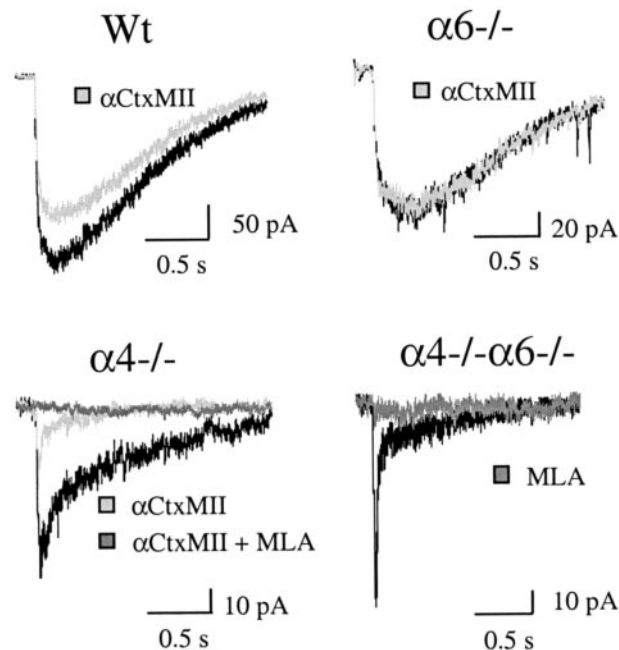 Wt
αCtxMII
50 pA
0.5 s
α6-/-
αCtxMII
20 pA
0.5 s
α4-/-
αCtxMII
αCtxMII + MLA
10 pA
0.5 s
α4-/-α6-/-
MLA
10 pA
0.5 s